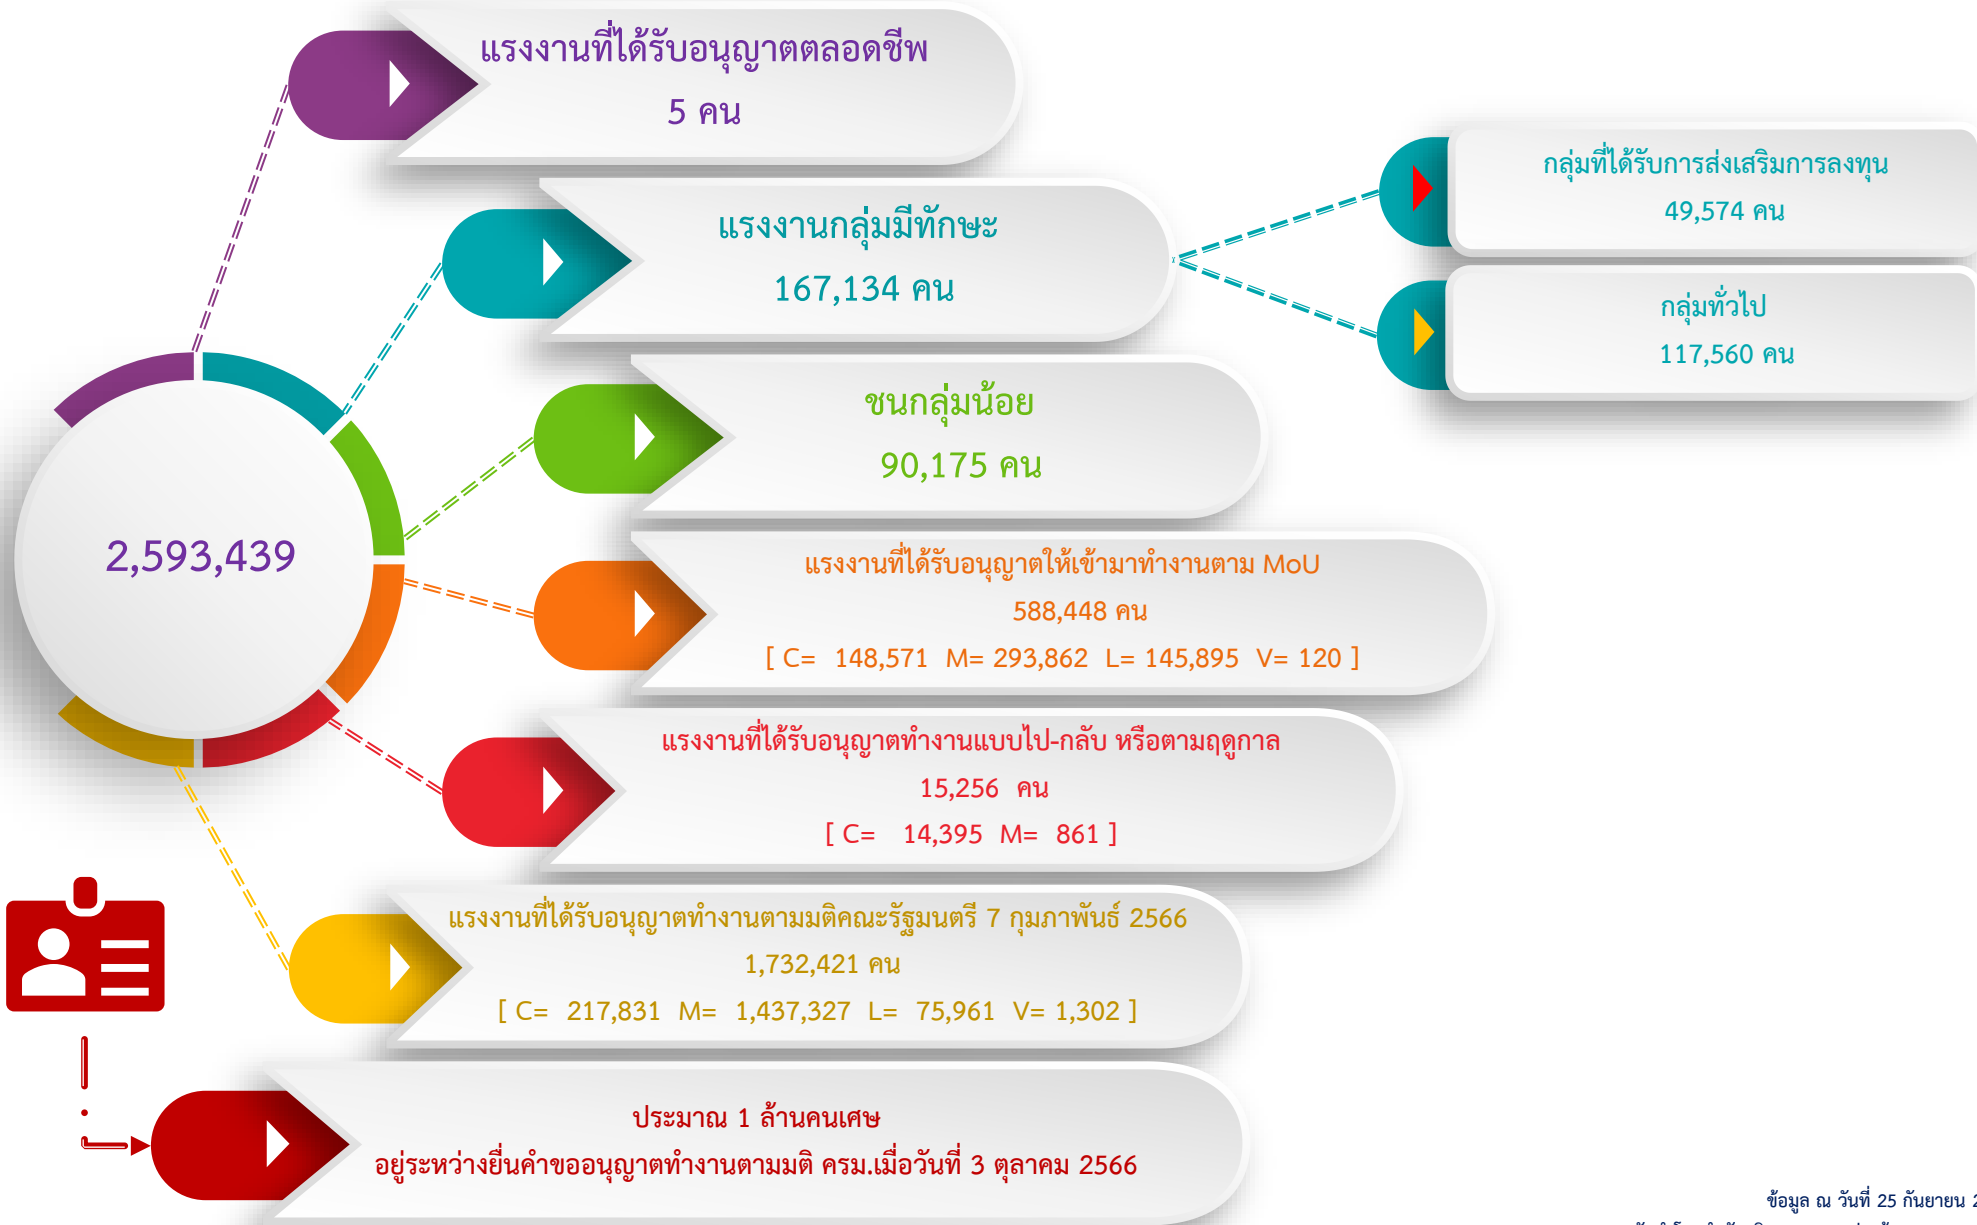 แรงงานที่ได้รับอนุญาตตลอดชีพ
5 คน
แรงงานกลุ่มมีทักษะ
167,134 คน
กลุ่มที่ได้รับการส่งเสริมการลงทุน
49,574 คน
กลุ่มทั่วไป
117,560 คน
ชนกลุ่มน้อย
90,175 คน
2,593,439
แรงงานที่ได้รับอนุญาตให้เข้ามาทำงานตาม MoU
588,448 คน
[ C= 148,571 M= 293,862 L= 145,895 V= 120 ]
แรงงานที่ได้รับอนุญาตทำงานแบบไป-กลับ หรือตามฤดูกาล
15,256 คน
[ C= 14,395 M= 861 ]
แรงงานที่ได้รับอนุญาตทำงานตามมติคณะรัฐมนตรี 7 กุมภาพันธ์ 2566
1,732,421 คน
[ C= 217,831 M= 1,437,327 L= 75,961 V= 1,302 ]
ประมาณ 1 ล้านคนเศษ
อยู่ระหว่างยื่นคำขออนุญาตทำงานตามมติ ครม.เมื่อวันที่ 3 ตุลาคม 2566
ข้อมูล ณ วันที่ 25 กันยายน 2